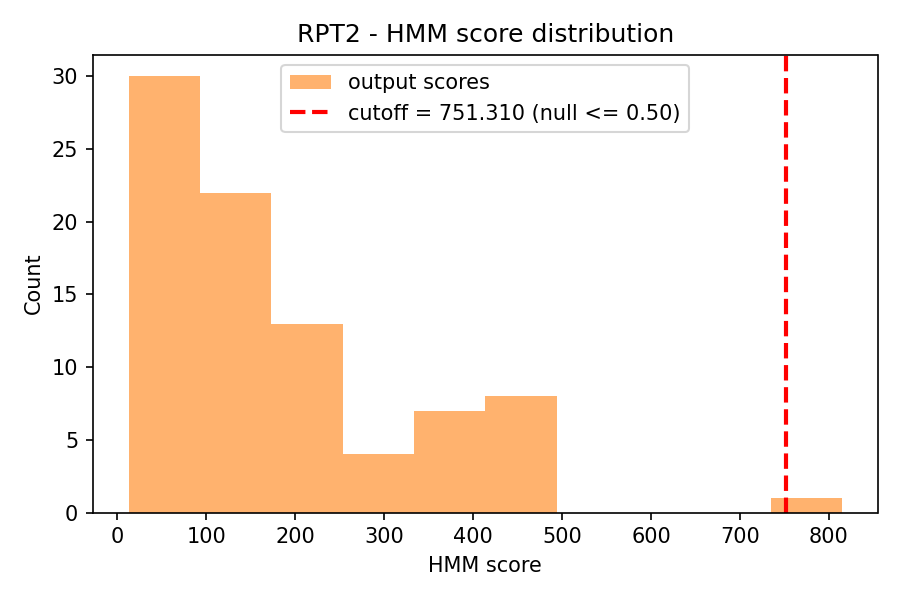 RPT2 - HMM score distribution
output scores
cutoff = 751.310 (null <= 0.50)
Count
30
25
20
15
10
5
0
0 100 200 300 400 500 600 700 800
HMM score